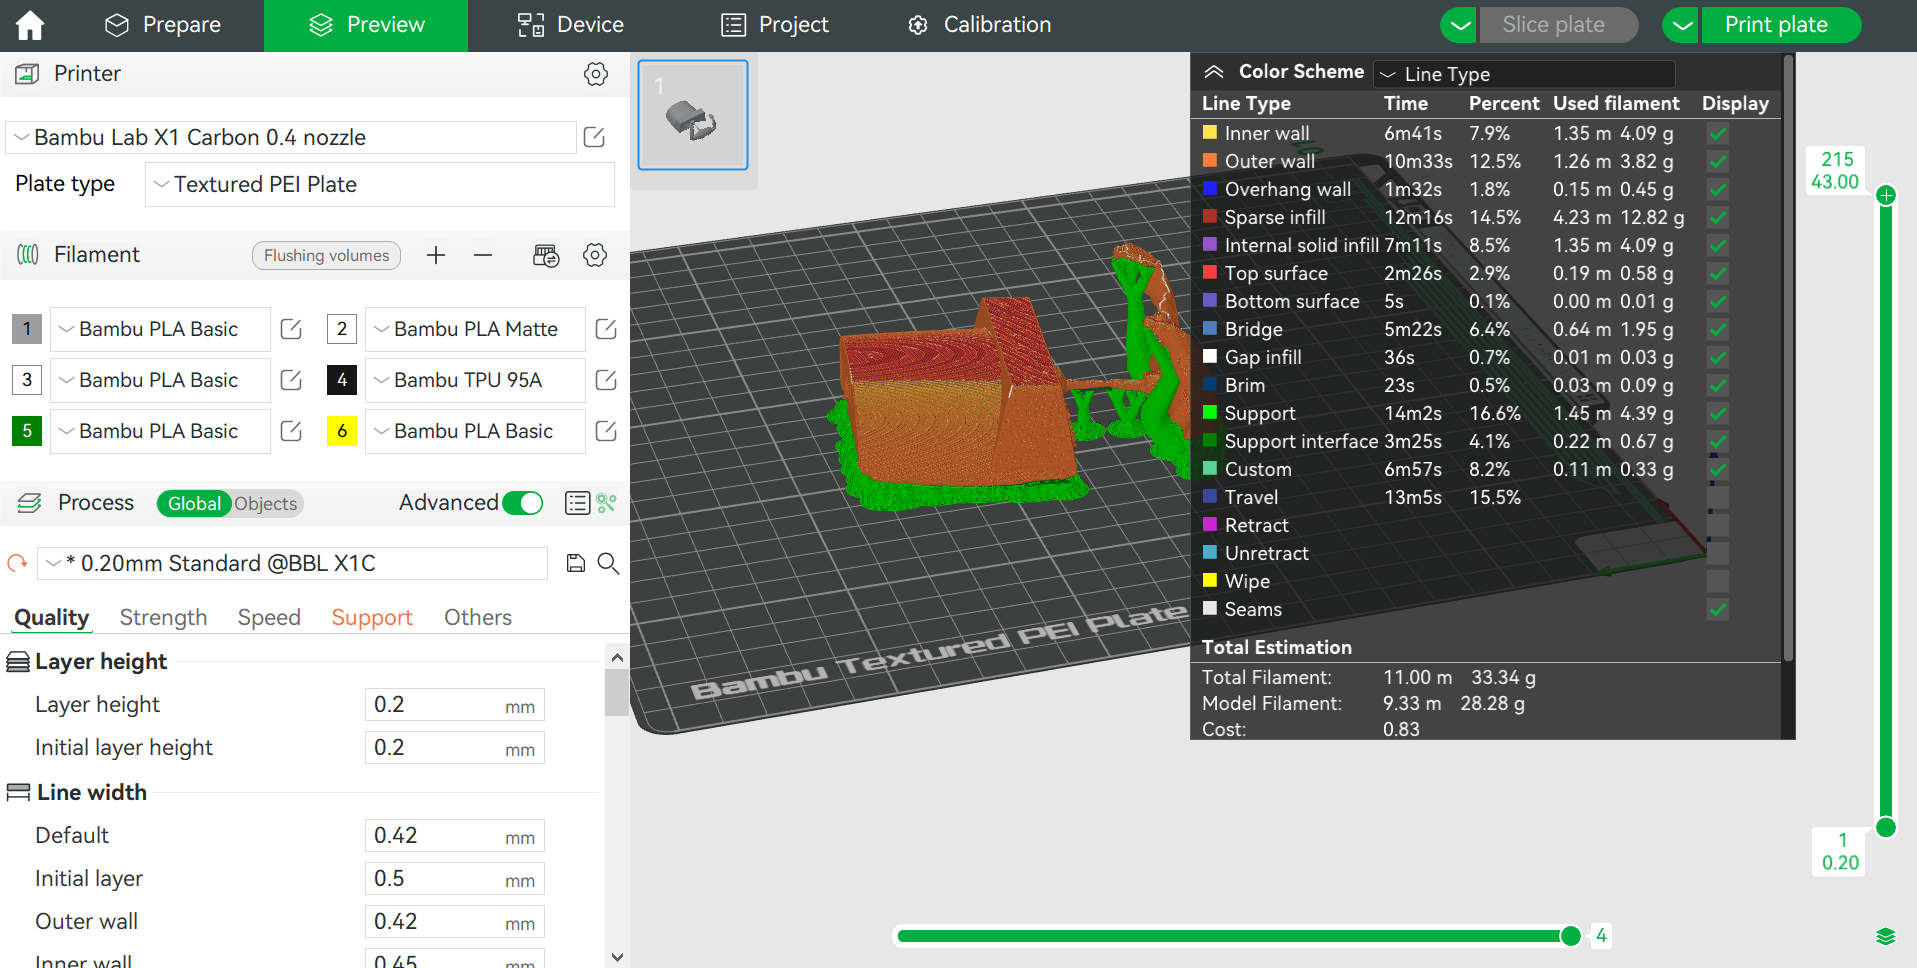 Prepare
Preview
Device
Project
Calibration
Slice plate
Print plate
Printer
Bambu Lab X1 Carbon 0.4 nozzle
Plate type
Textured PEI Plate
Filament
Flushing volumes
1 Bambu PLA Basic
2 Bambu PLA Matte
3 Bambu PLA Basic
4 Bambu TPU 95A
5 Bambu PLA Basic
6 Bambu PLA Basic
Process
Global Objects
Advanced
* 0.20mm Standard @BBL X1C
Quality Strength Speed Support Others
Layer height
Layer height 0.2 mm
Initial layer height 0.2 mm
Line width
Default 0.42 mm
Initial layer 0.5 mm
Outer wall 0.42 mm
Inner wall 0.45 mm
1
Bambu Textured PEI Plate
Color Scheme Line Type
Line Type Time Percent Used filament Display
Inner wall 6m41s 7.9% 1.35 m 4.09 g
Outer wall 10m33s 12.5% 1.26 m 3.82 g
Overhang wall 1m32s 1.8% 0.15 m 0.45 g
Sparse infill 12m16s 14.5% 4.23 m 12.82 g
Internal solid infill 7m11s 8.5% 1.35 m 4.09 g
Top surface 2m26s 2.9% 0.19 m 0.58 g
Bottom surface 5s 0.1% 0.00 m 0.01 g
Bridge 5m22s 6.4% 0.64 m 1.95 g
Gap infill 36s 0.7% 0.01 m 0.03 g
Brim 23s 0.5% 0.03 m 0.09 g
Support 14m2s 16.6% 1.45 m 4.39 g
Support interface 3m25s 4.1% 0.22 m 0.67 g
Custom 6m57s 8.2% 0.11 m 0.33 g
Travel 13m5s 15.5%
Retract
Unretract
Wipe
Seams
Total Estimation
Total Filament: 11.00 m 33.34 g
Model Filament: 9.33 m 28.28 g
Cost: 0.83
215
43.00
1
0.20
4